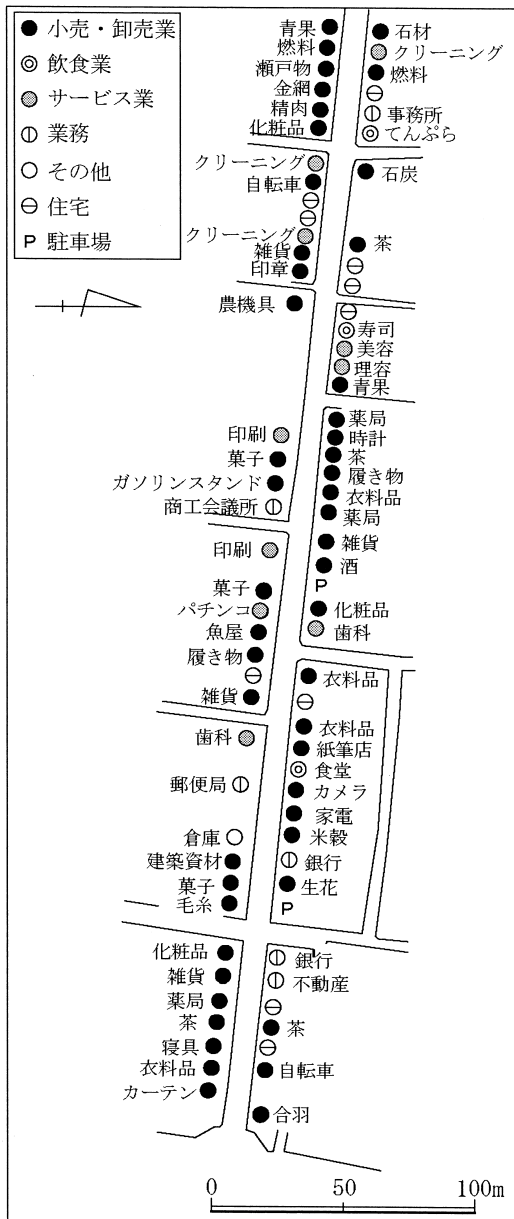 小売・卸売業
飲食業
サービス業
業務
その他
住宅
P 駐車場
青果
燃料
瀬戸物
金網
精肉
化粧品
石材
クリーニング
燃料
事務所
てんぷら
クリーニング
自転車
クリーニング
雑貨
印章
石炭
茶
農機具
印刷
菓子
ガソリンスタンド
商工会議所
寿司
美容
理容
青果
薬局
時計
茶
履き物
衣料品
薬局
雑貨
酒
P
化粧品
歯科
印刷
菓子
パチンコ
魚屋
履き物
雑貨
歯科
郵便局
倉庫
建築資材
菓子
毛糸
衣料品
衣料品
紙筆店
食堂
カメラ
家電
米穀
銀行
生花
P
化粧品
雑貨
薬局
茶
寝具
衣料品
カーテン
銀行
不動産
茶
自転車
合羽
0 50 100m